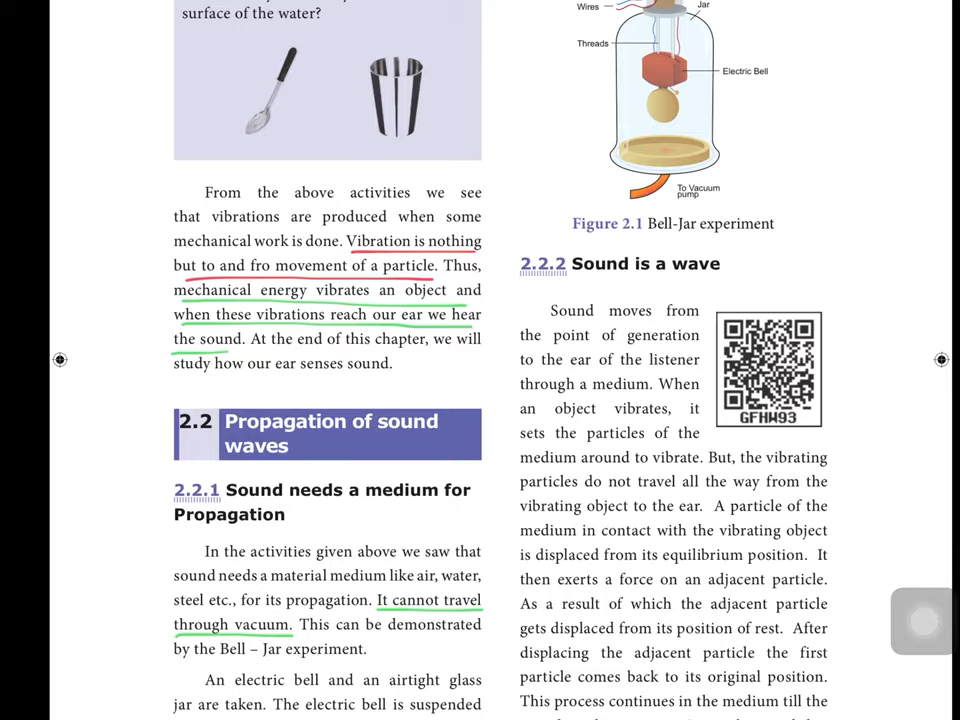 surface of the water?
From the above activities we see
that vibrations are produced when some
mechanical work is done. Vibration is nothing
but to and fro movement of a particle. Thus,
mechanical energy vibrates an object and
when these vibrations reach our ear we hear
the sound. At the end of this chapter, we will
study how our ear senses sound.
2.2 Propagation of sound
waves
2.2.1 Sound needs a medium for
Propagation
In the activities given above we saw that
sound needs a material medium like air, water,
steel etc., for its propagation. It cannot travel
through vacuum. This can be demonstrated
by the Bell – Jar experiment.
An electric bell and an airtight glass
jar are taken. The electric bell is suspended
Wires
Jar
Threads
Electric Bell
To Vacuum
pump
Figure 2.1 Bell-Jar experiment
2.2.2 Sound is a wave
Sound moves from
the point of generation
to the ear of the listener
through a medium. When
an object vibrates, it
sets the particles of the
GFHW93
medium around to vibrate. But, the vibrating
particles do not travel all the way from the
vibrating object to the ear. A particle of the
medium in contact with the vibrating object
is displaced from its equilibrium position. It
then exerts a force on an adjacent particle.
As a result of which the adjacent particle
gets displaced from its position of rest. After
displacing the adjacent particle the first
particle comes back to its original position.
This process continues in the medium till the